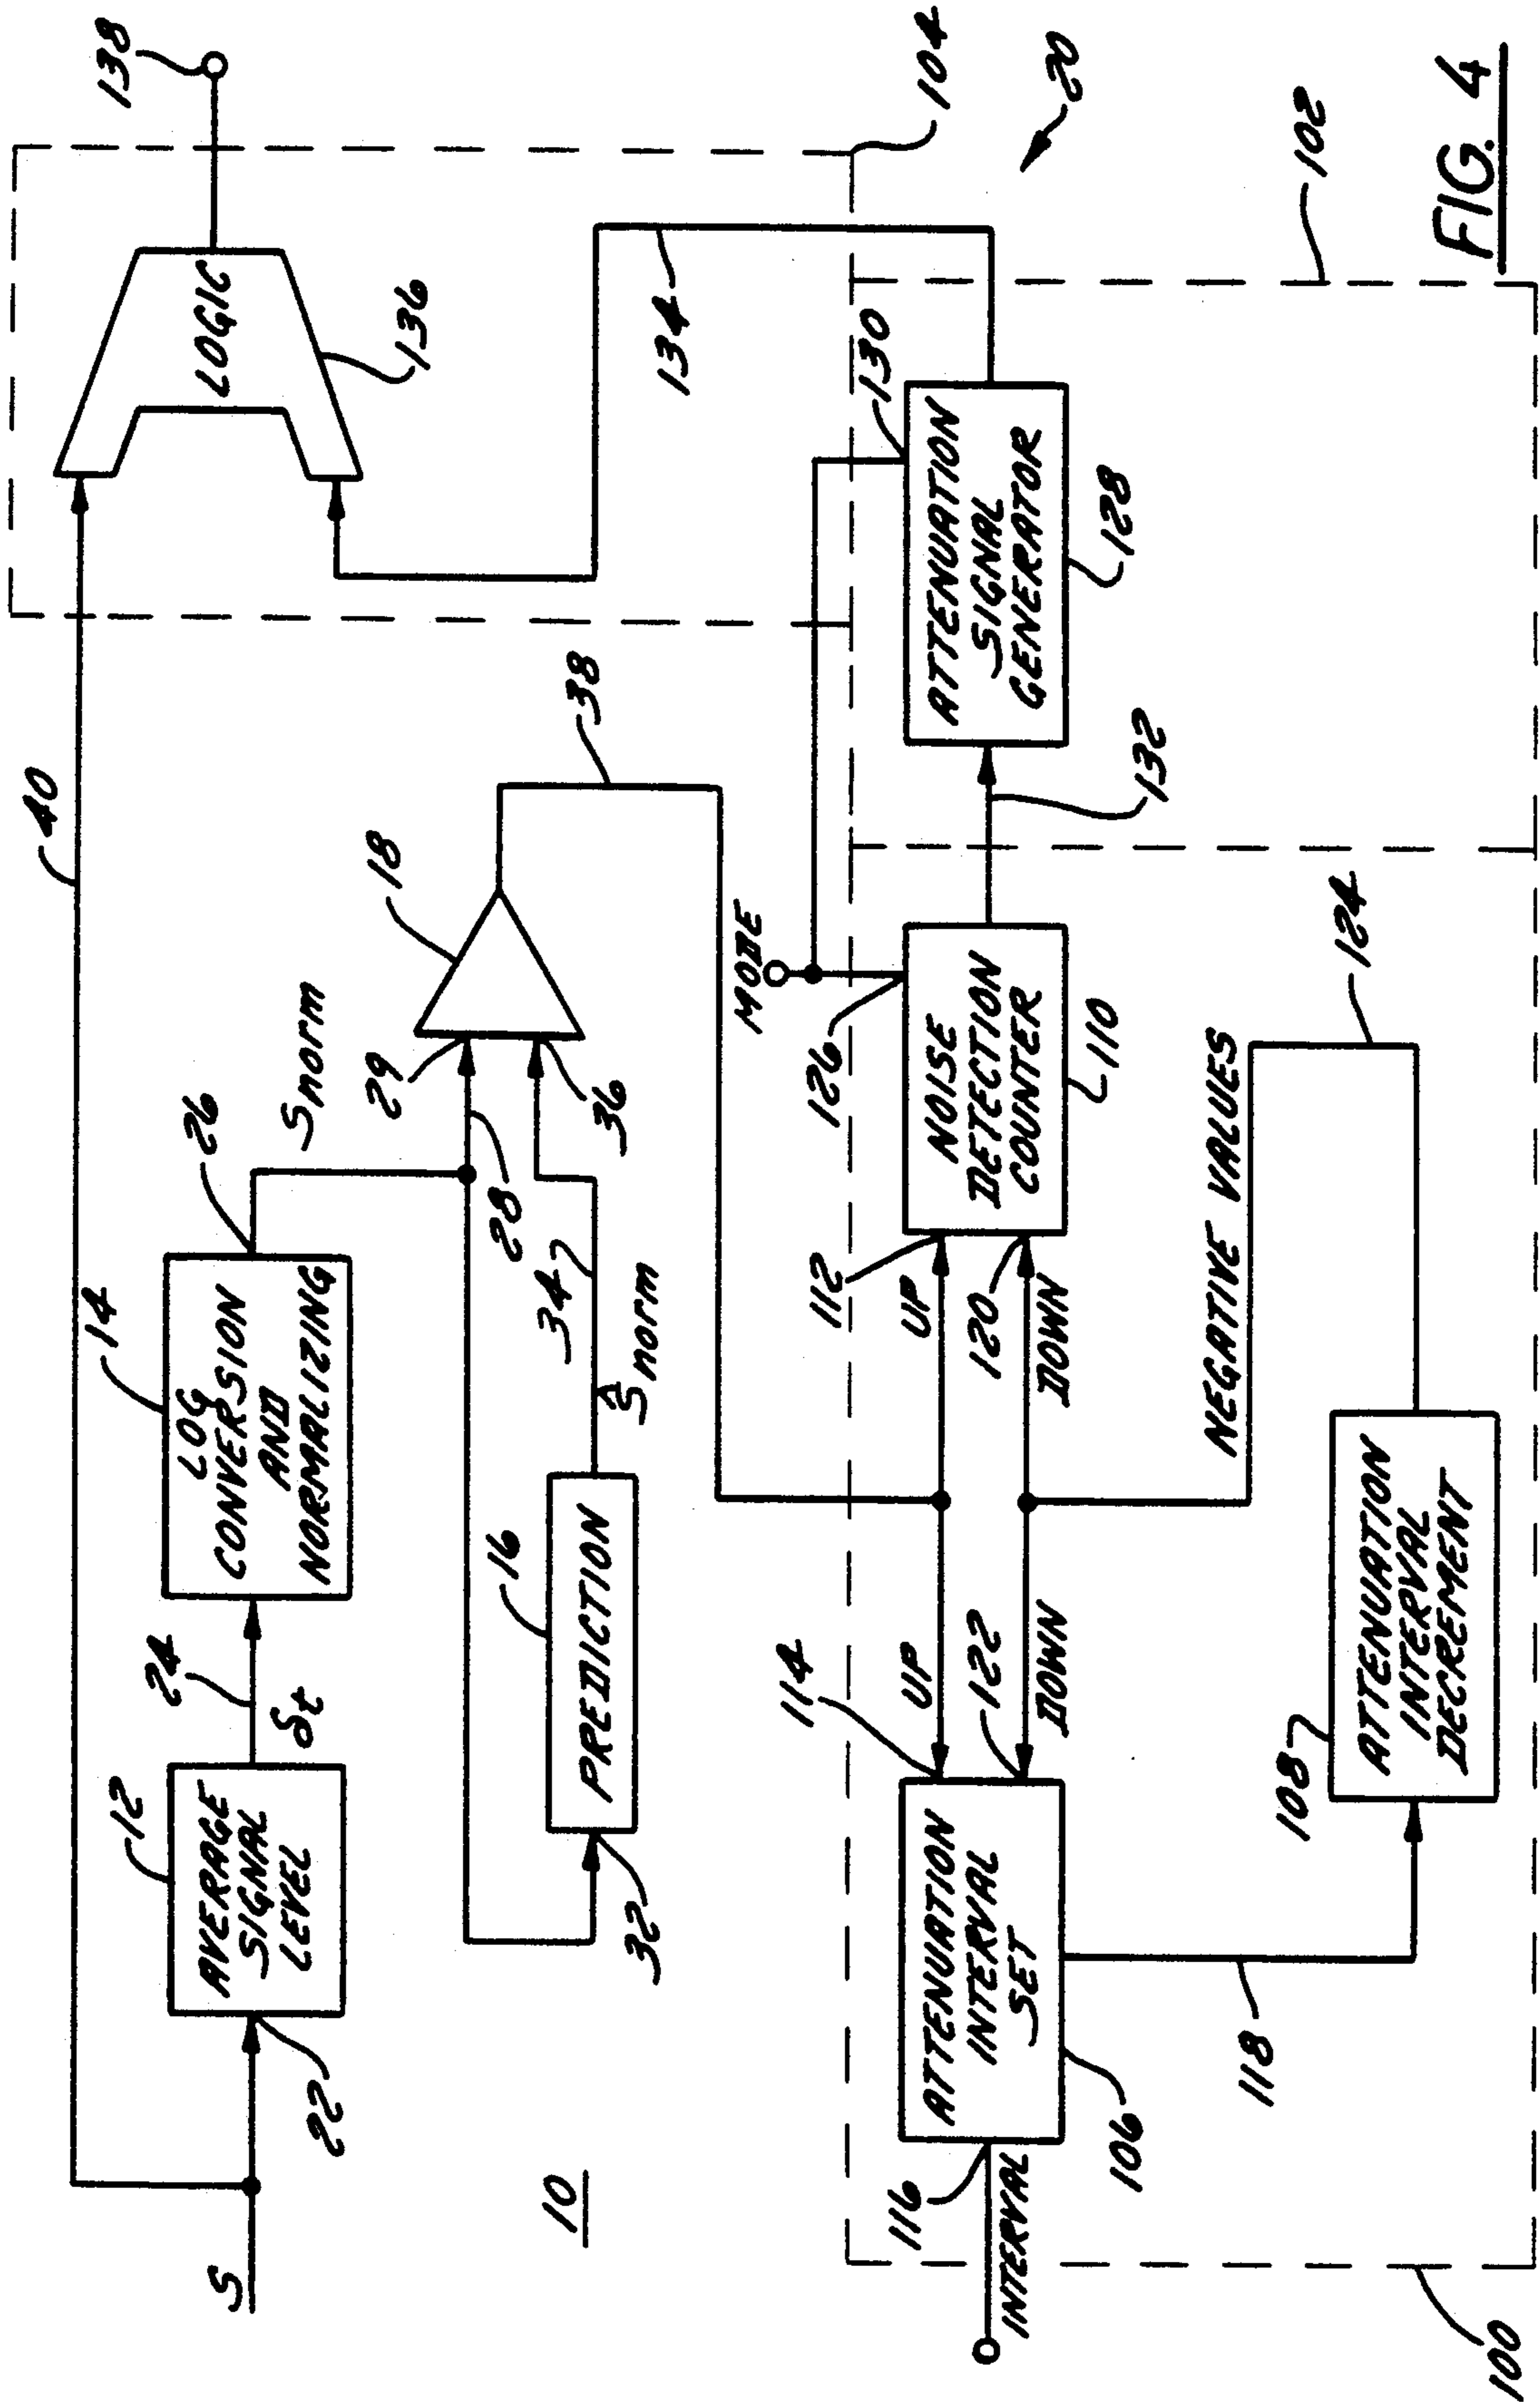 40
138
14
LOG
CONVERSION
AND
NORMALIZING
26
Snorm
LOGIC
136
12
AVERAGE
SIGNAL
LEVEL
24
δt
S
22
18
29
28
36
38
134
104
20
16
PREDICTION
34
Ŝnorm
32
10
MODE
130
114
UP
112
UP
126
ATTENUATION
SIGNAL
GENERATOR
128
132
116
INTERVAL
ATTENUATION
INTERVAL
SET
106
122
DOWN
120
DOWN
NOISE
DETECTION
COUNTER
110
102
NEGATIVE VALUES
124
118
108
ATTENUATION
INTERVAL
DECREMENT
100
FIG. 4